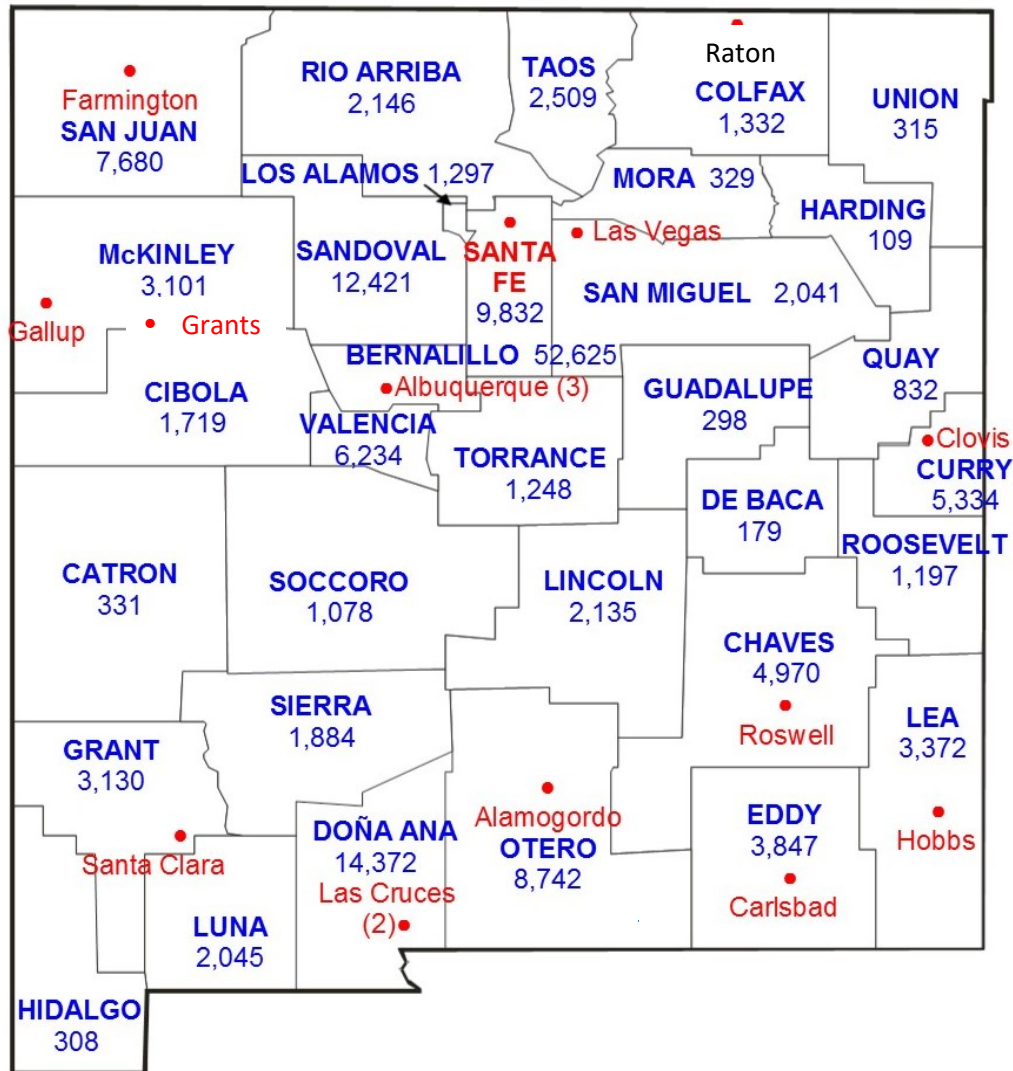 Raton
RIO ARRIBA
2,146
TAOS
2,509
COLFAX
1,332
UNION
315
Farmington
SAN JUAN
7,680
LOS ALAMOS 1,297
MORA 329
HARDING
109
McKINLEY
3,101
SANDOVAL
12,421
SANTA
FE
9,832
Las Vegas
SAN MIGUEL 2,041
Gallup
Grants
BERNALILLO 52,625
Albuquerque (3)
QUAY
832
CIBOLA
1,719
GUADALUPE
298
VALENCIA
6,234
TORRANCE
1,248
Clovis
CURRY
5,334
DE BACA
179
ROOSEVELT
1,197
CATRON
331
SOCCORO
1,078
LINCOLN
2,135
CHAVES
4,970
Roswell
SIERRA
1,884
LEA
3,372
Hobbs
GRANT
3,130
Santa Clara
DOÑA ANA
14,372
Las Cruces
(2)
Alamogordo
OTERO
8,742
EDDY
3,847
Carlsbad
LUNA
2,045
HIDALGO
308